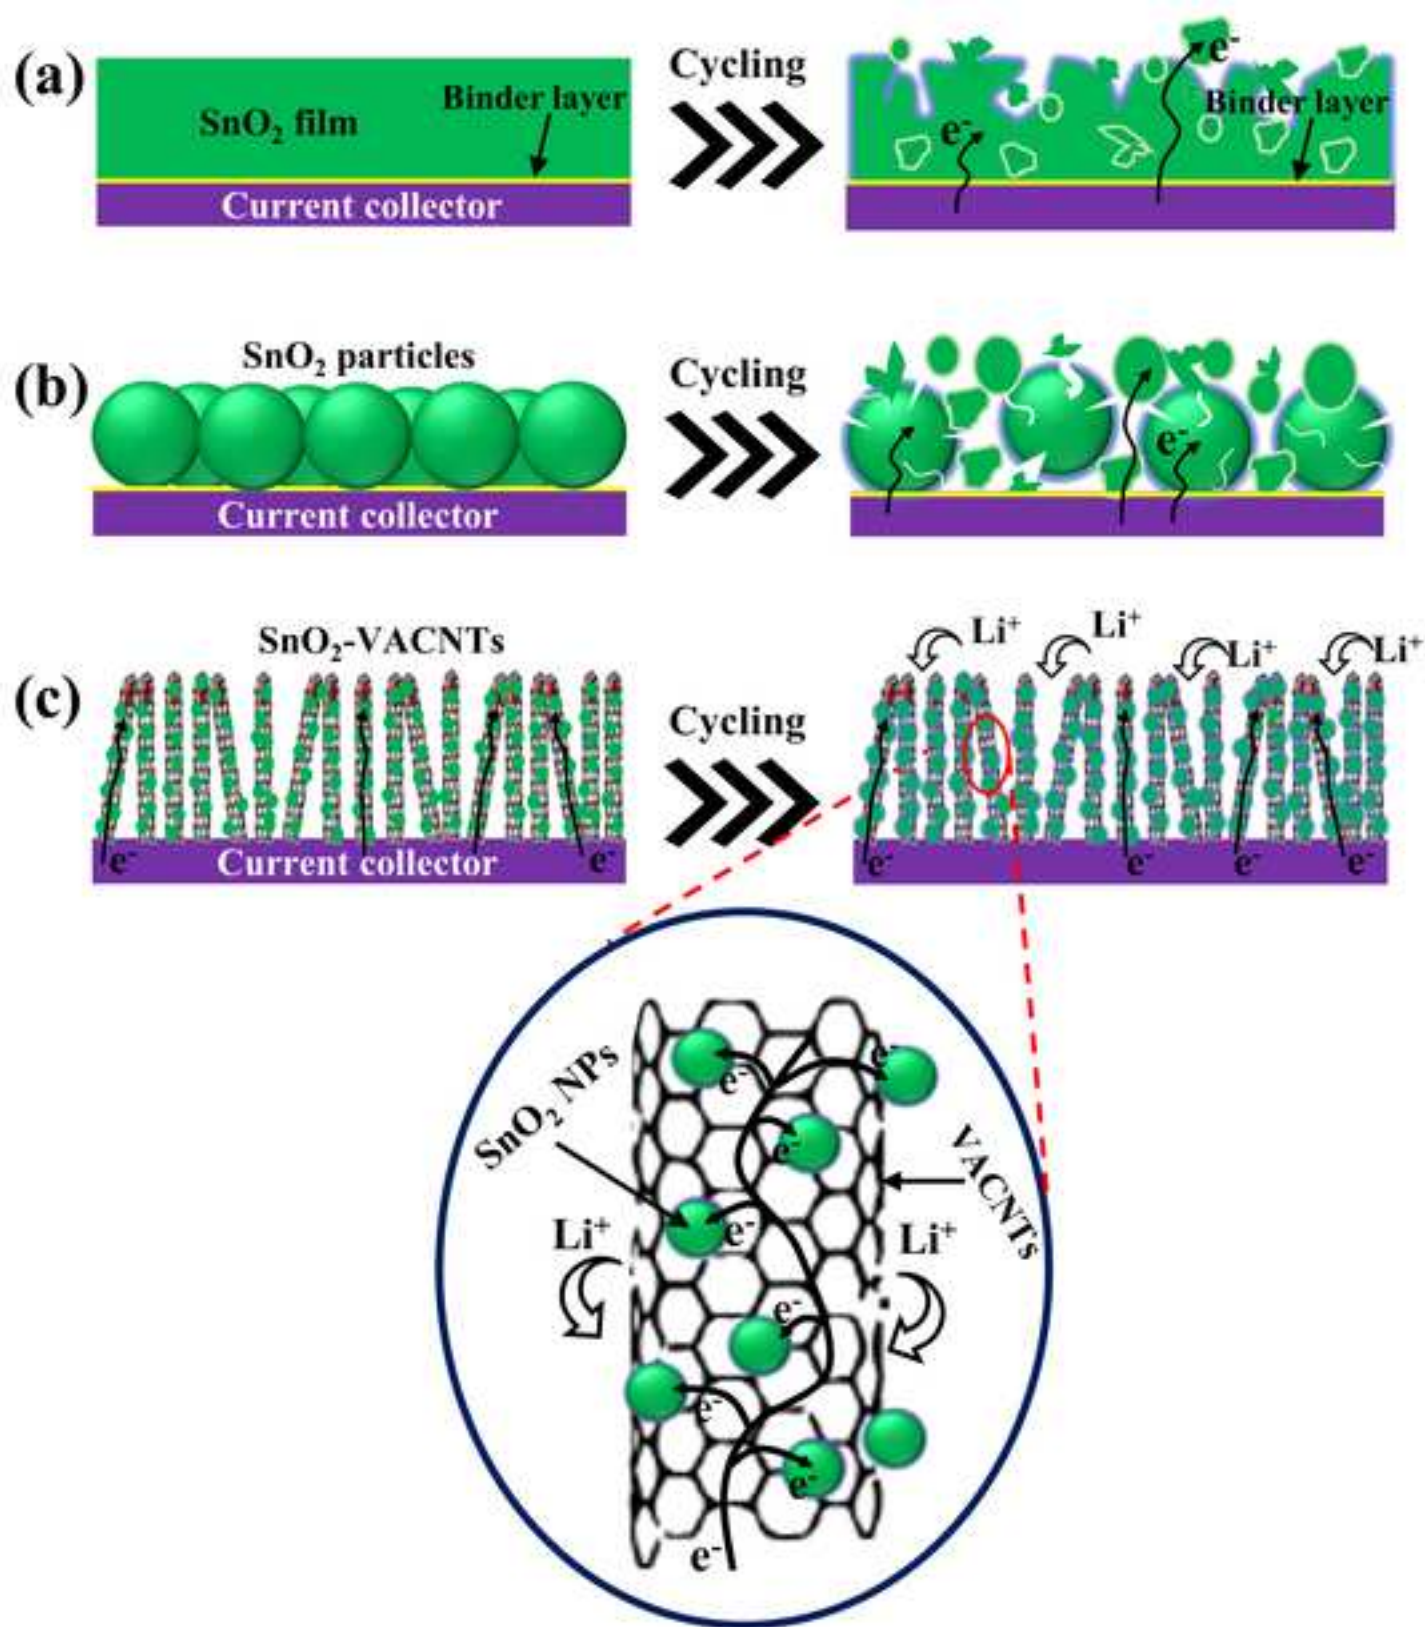 (a)
SnO₂ film
Binder layer
Current collector
Cycling
e⁻
e⁻
Binder layer
(b)
SnO₂ particles
Current collector
Cycling
e⁻
(c)
SnO₂-VACNTs
e⁻
Current collector
e⁻
Cycling
Li⁺
Li⁺
Li⁺
Li⁺
e⁻
e⁻
e⁻
e⁻
SnO₂ NPs
VACNTs
e⁻
e⁻
e⁻
e⁻
Li⁺
Li⁺
e⁻
e⁻
e⁻
e⁻